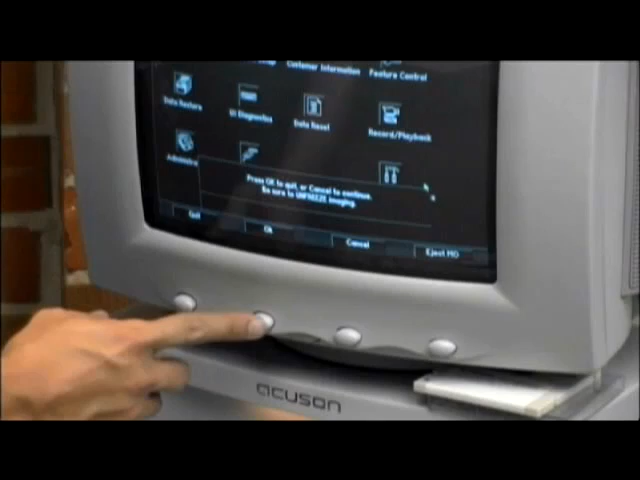 Customer Information
Feature Control
Data Restore
UI Diagnostics
Data Reset
Record/Playback
Press OK to quit, or Cancel to continue.
Be sure to UNFREEZE imaging.
Quit
Ok
Cancel
Eject MO
acuson